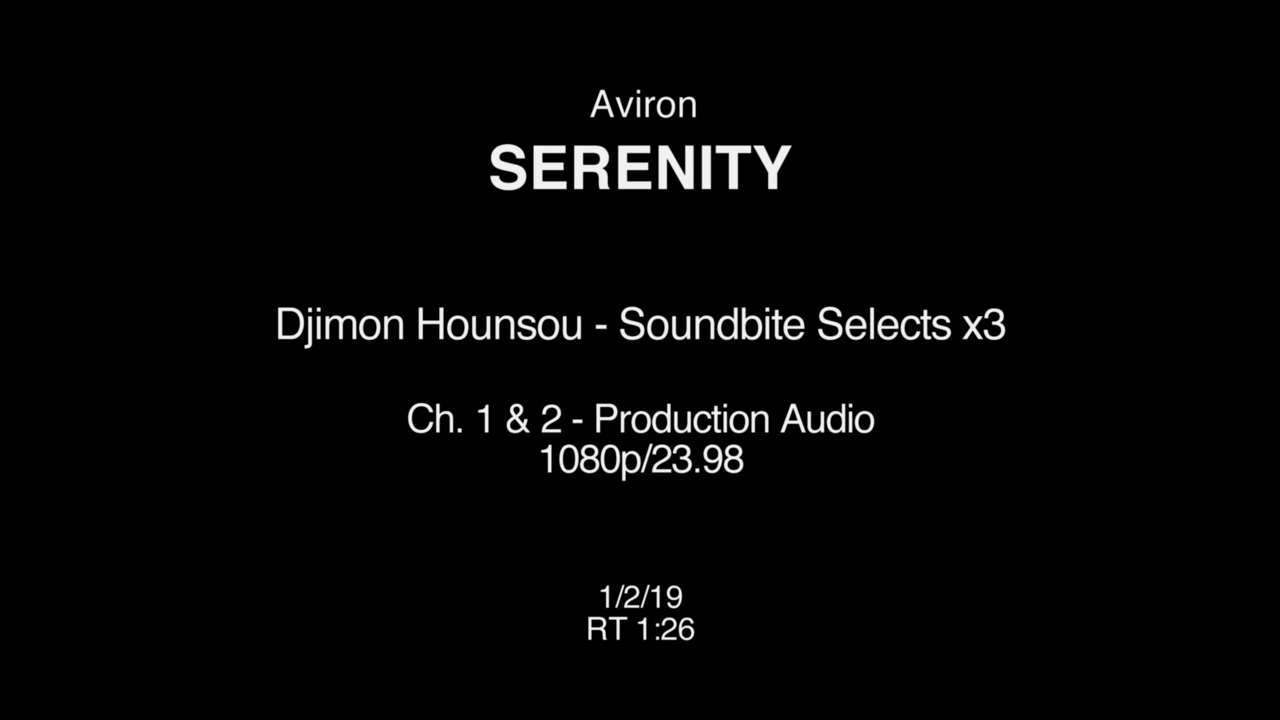 Aviron
SERENITY
Djimon Hounsou - Soundbite Selects x3
Ch. 1 & 2 - Production Audio
1080p/23.98
1/2/19
RT 1:26